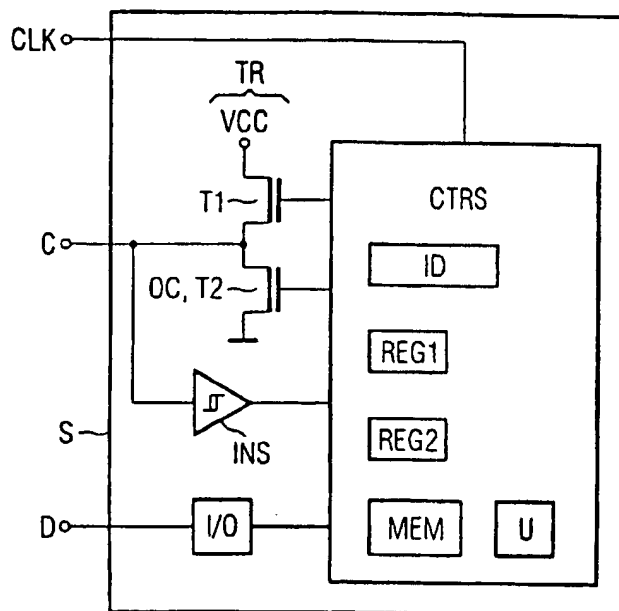 CLK
TR
VCC
T1
CTRS
C
ID
OC, T2
REG1
S
INS
REG2
D
I/O
MEM
U